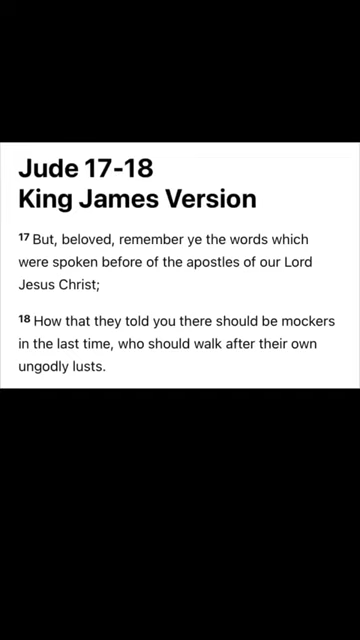 Jude 17-18
King James Version
17 But, beloved, remember ye the words which
were spoken before of the apostles of our Lord
Jesus Christ;
18 How that they told you there should be mockers
in the last time, who should walk after their own
ungodly lusts.